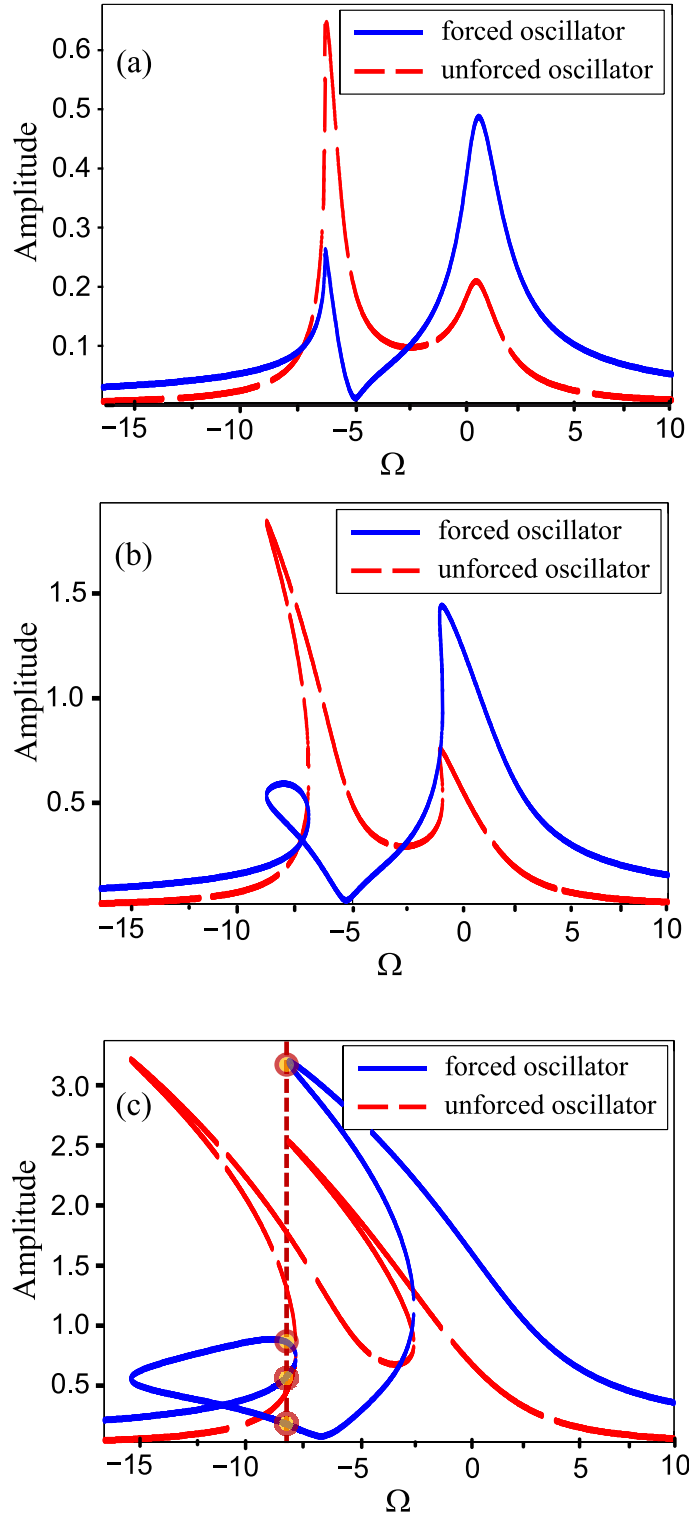 (a)
forced oscillator
unforced oscillator
Amplitude
0.6
0.5
0.4
0.3
0.2
0.1
−15 −10 −5 0 5 10
Ω
(b)
forced oscillator
unforced oscillator
Amplitude
1.5
1.0
0.5
−15 −10 −5 0 5 10
Ω
(c)
forced oscillator
unforced oscillator
Amplitude
3.0
2.5
2.0
1.5
1.0
0.5
−15 −10 −5 0 5 10
Ω